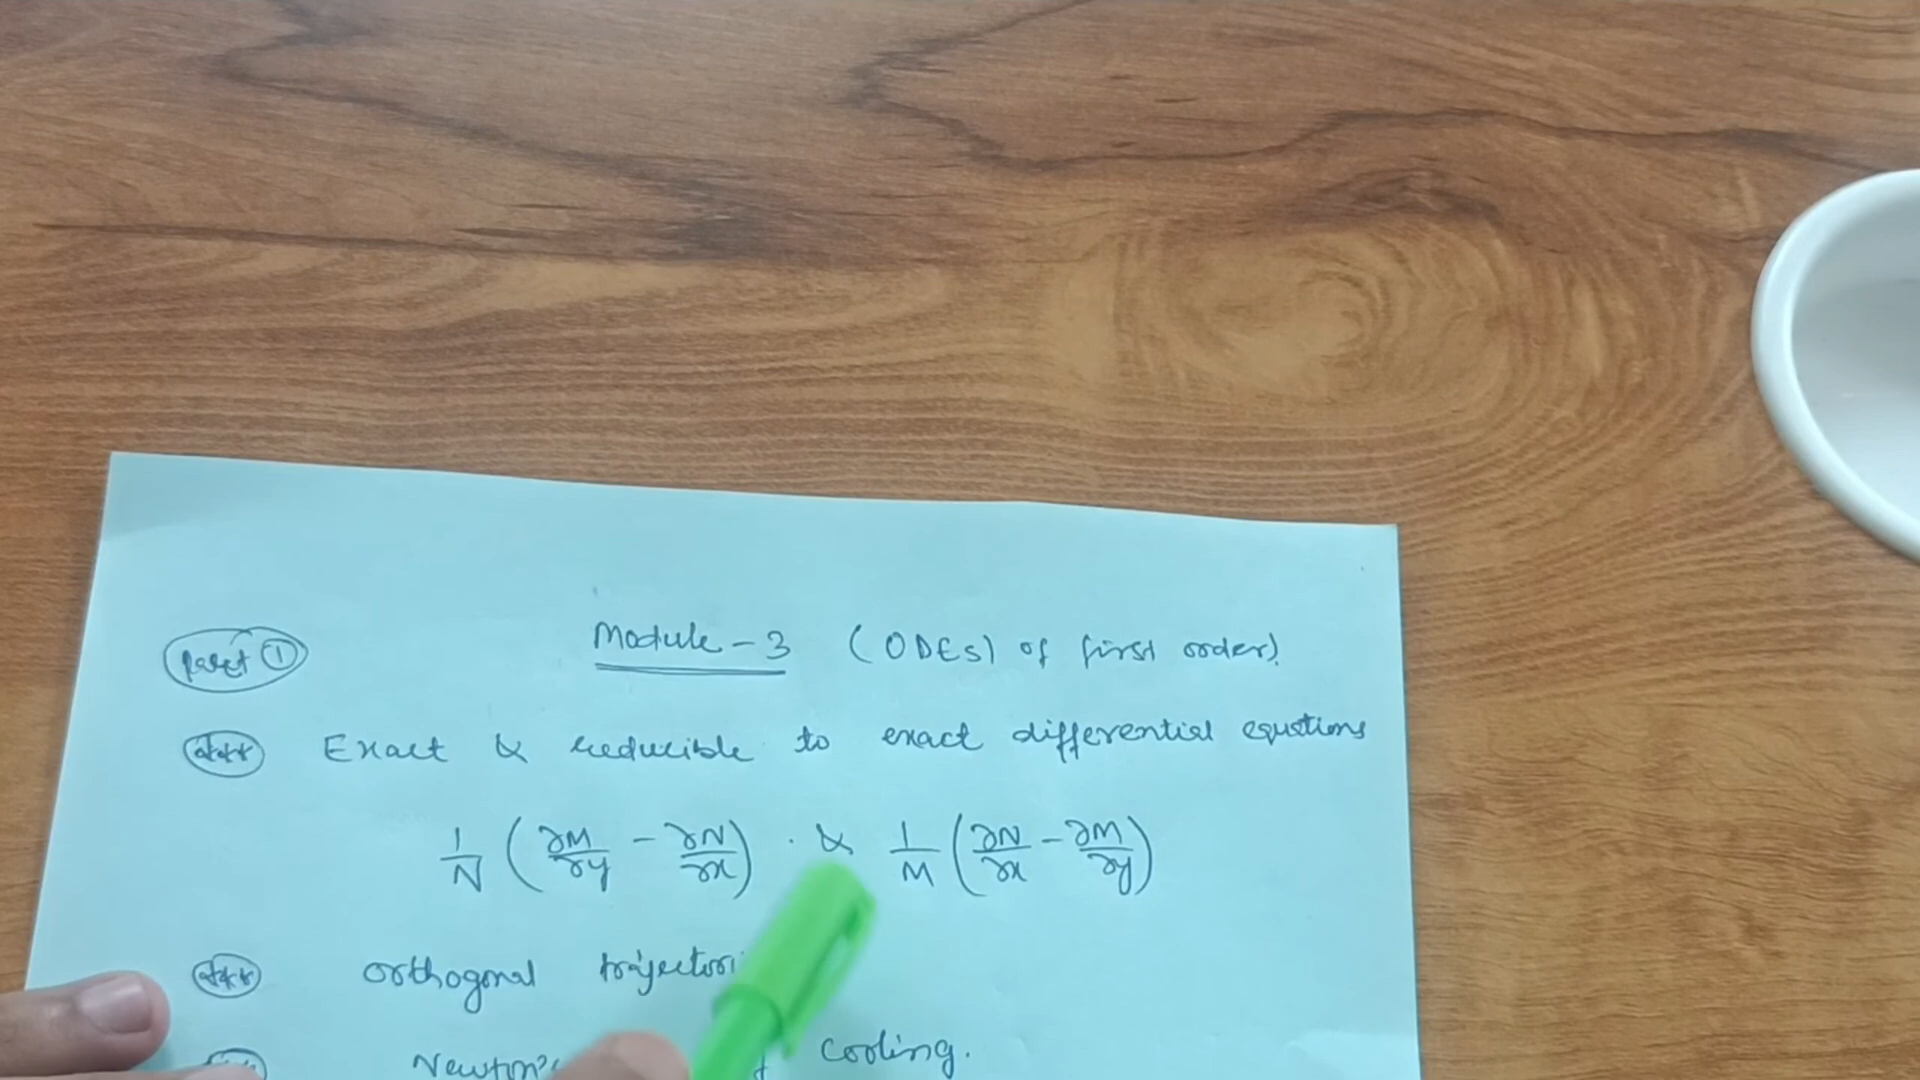 Part ①
Module - 3 (ODEs) of first order).
*** Exact & reducible to exact differential equations
1/N (∂M/∂y - ∂N/∂x) . & 1/M (∂N/∂x - ∂M/∂y)
*** orthogonal
cooling.